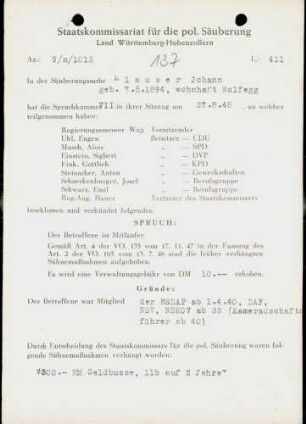 Staatskommissariat für die pol. Säuberung
Land Württemberg-Hohenzollern
Az: 7/n/1013 137 L: 411
In der Säuberungssache Klauser Johann
geb. 7.5.1894, wohnhaft Wolfegg
hat die Spruchkammer VII in ihrer Sitzung am 27.8.48, an welcher
teilgenommen haben:
Regierungsassessor Wax Vorsitzender
Uhl, Eugen Beisitzer — CDU
Musch, Alois „ — SPD
Einstein, Sigbert „ — DVP
Fink, Gottlieb „ — KPD
Steinacher, Anton „ — Gewerkschaften
Schneckenburger, Josef „ — Berufsgruppe
Schwarz, Emil „ — Berufsgruppe
Reg.Ang. Hauer Vertreter des Staatskommissars
beschlossen und verkündet folgenden
SPRUCH:
Der Betroffene ist Mitläufer.
Gemäß Art. 4 der VO. 133 vom 17. 11. 47 in der Fassung des
Art. 2 der VO. 165 vom 13. 7. 48 sind die früher verhängten
Sühnemaßnahmen aufgehoben.
Es wird eine Verwaltungsgebühr von DM 10.-- erhoben.
Gründe:
Der Betroffene war Mitglied der NSDAP ab 1.4.40, DAF,
NSV, NSKOV ab 33 (Kameradschafts
führer ab 40)
Durch Entscheidung des Staatskommissars für die pol. Säuberung waren folgende
Sühnemaßnahmen verhängt worden:
"300.- RM Geldbusse, 11b auf 2 Jahre"